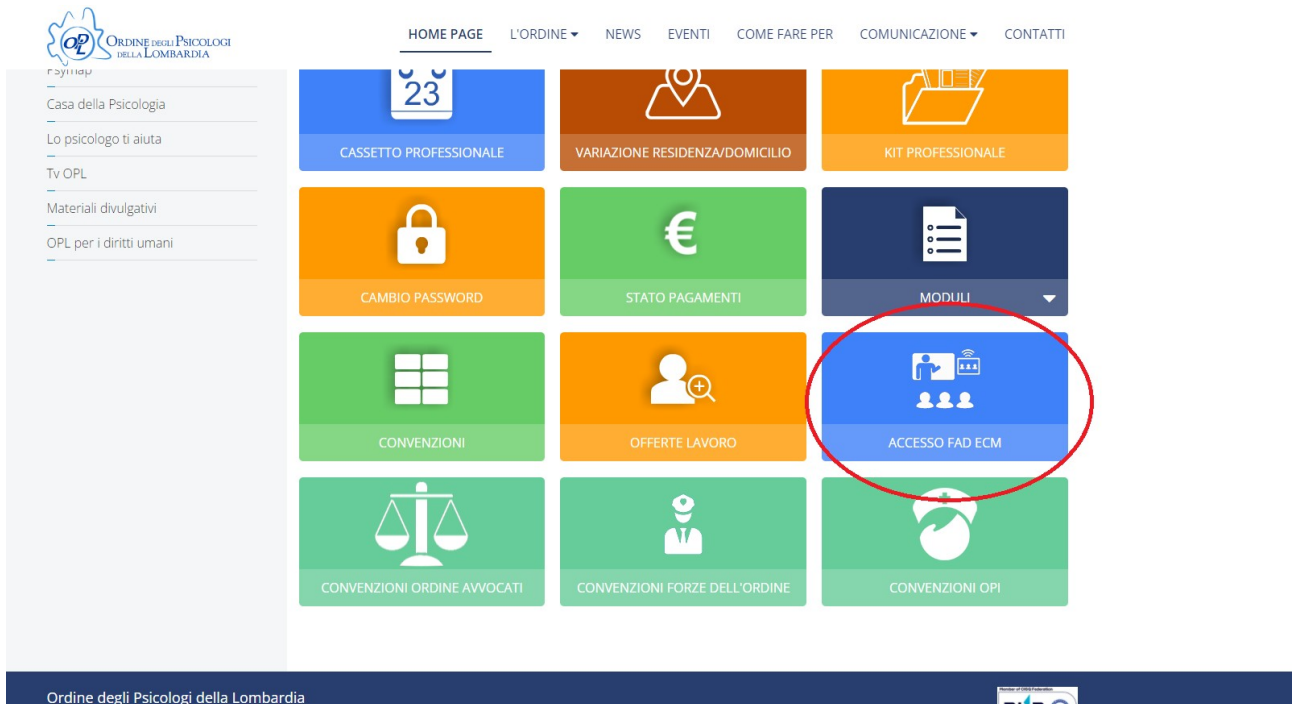 OPL
ORDINE DEGLI PSICOLOGI
DELLA LOMBARDIA
HOME PAGE L'ORDINE NEWS EVENTI COME FARE PER COMUNICAZIONE CONTATTI
Psymap
Casa della Psicologia
Lo psicologo ti aiuta
Tv OPL
Materiali divulgativi
OPL per i diritti umani
23
CASSETTO PROFESSIONALE
VARIAZIONE RESIDENZA/DOMICILIO
KIT PROFESSIONALE
CAMBIO PASSWORD
€
STATO PAGAMENTI
MODULI
CONVENZIONI
OFFERTE LAVORO
ACCESSO FAD ECM
CONVENZIONI ORDINE AVVOCATI
CONVENZIONI FORZE DELL'ORDINE
CONVENZIONI OPI
Ordine degli Psicologi della Lombardia